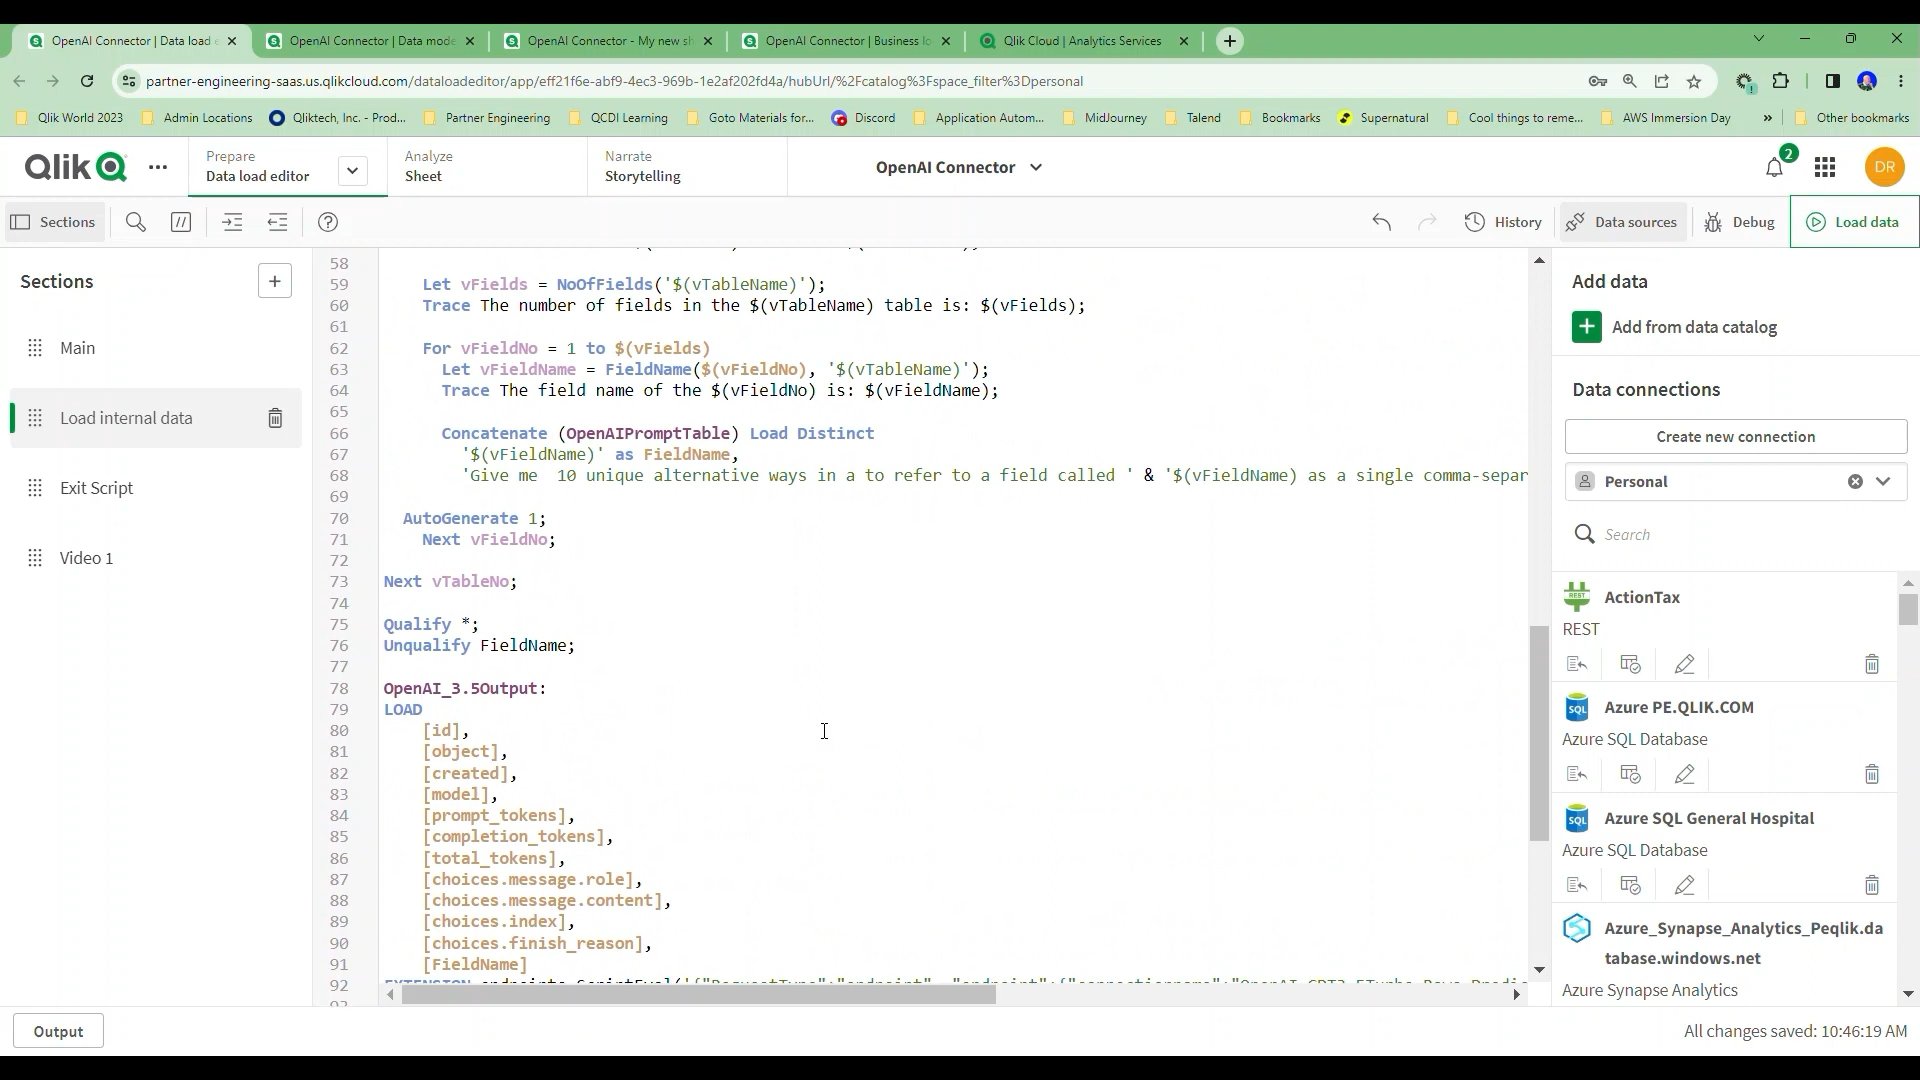 OpenAI Connector | Data load e
OpenAI Connector | Data mode
OpenAI Connector - My new sh
OpenAI Connector | Business lo
Qlik Cloud | Analytics Services
partner-engineering-saas.us.qlikcloud.com/dataloadeditor/app/eff21f6e-abf9-4ec3-969b-1e2af202fd4a/hubUrl/%2Fcatalog%3Fspace_filter%3Dpersonal
Qlik World 2023
Admin Locations
Qliktech, Inc. - Prod...
Partner Engineering
QCDI Learning
Goto Materials for...
Discord
Application Autom...
MidJourney
Talend
Bookmarks
Supernatural
Cool things to reme...
AWS Immersion Day
»
Other bookmarks
Qlik
Prepare
Data load editor
Analyze
Sheet
Narrate
Storytelling
OpenAI Connector
2
DR
Sections
History
Data sources
Debug
Load data
Sections
Main
Load internal data
Exit Script
Video 1
58
59 Let vFields = NoOfFields('$(vTableName)');
60 Trace The number of fields in the $(vTableName) table is: $(vFields);
61
62 For vFieldNo = 1 to $(vFields)
63 Let vFieldName = FieldName($(vFieldNo), '$(vTableName)');
64 Trace The field name of the $(vFieldNo) is: $(vFieldName);
65
66 Concatenate (OpenAIPromptTable) Load Distinct
67 '$(vFieldName)' as FieldName,
68 'Give me  10 unique alternative ways in a to refer to a field called ' & '$(vFieldName) as a single comma-separ
69
70 AutoGenerate 1;
71 Next vFieldNo;
72
73 Next vTableNo;
74
75 Qualify *;
76 Unqualify FieldName;
77
78 OpenAI_3.5Output:
79 LOAD
80 [id],
81 [object],
82 [created],
83 [model],
84 [prompt_tokens],
85 [completion_tokens],
86 [total_tokens],
87 [choices.message.role],
88 [choices.message.content],
89 [choices.index],
90 [choices.finish_reason],
91 [FieldName]
92
Add data
Add from data catalog
Data connections
Create new connection
Personal
Search
REST
ActionTax
REST
SQL
Azure PE.QLIK.COM
Azure SQL Database
SQL
Azure SQL General Hospital
Azure SQL Database
Azure_Synapse_Analytics_Peqlik.da
tabase.windows.net
Azure Synapse Analytics
Output
All changes saved: 10:46:19 AM